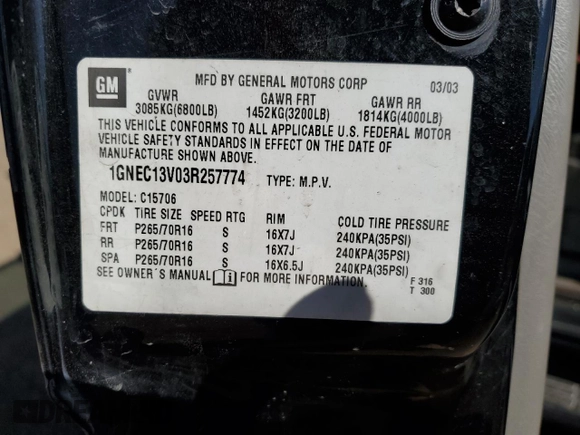 GM
MFD BY GENERAL MOTORS CORP 03/03
GVWR GAWR FRT GAWR RR
3085KG(6800LB) 1452KG(3200LB) 1814KG(4000LB)
THIS VEHICLE CONFORMS TO ALL APPLICABLE U.S. FEDERAL MOTOR
VEHICLE SAFETY STANDARDS IN EFFECT ON THE DATE OF
MANUFACTURE SHOWN ABOVE.
1GNEC13V03R257774 TYPE: M.P.V.
MODEL: C15706
CPDK TIRE SIZE SPEED RTG RIM COLD TIRE PRESSURE
FRT P265/70R16 S 16X7J 240KPA(35PSI)
RR P265/70R16 S 16X7J 240KPA(35PSI)
SPA P265/70R16 S 16X6.5J 240KPA(35PSI)
SEE OWNER'S MANUAL FOR MORE INFORMATION. F 316
T 300